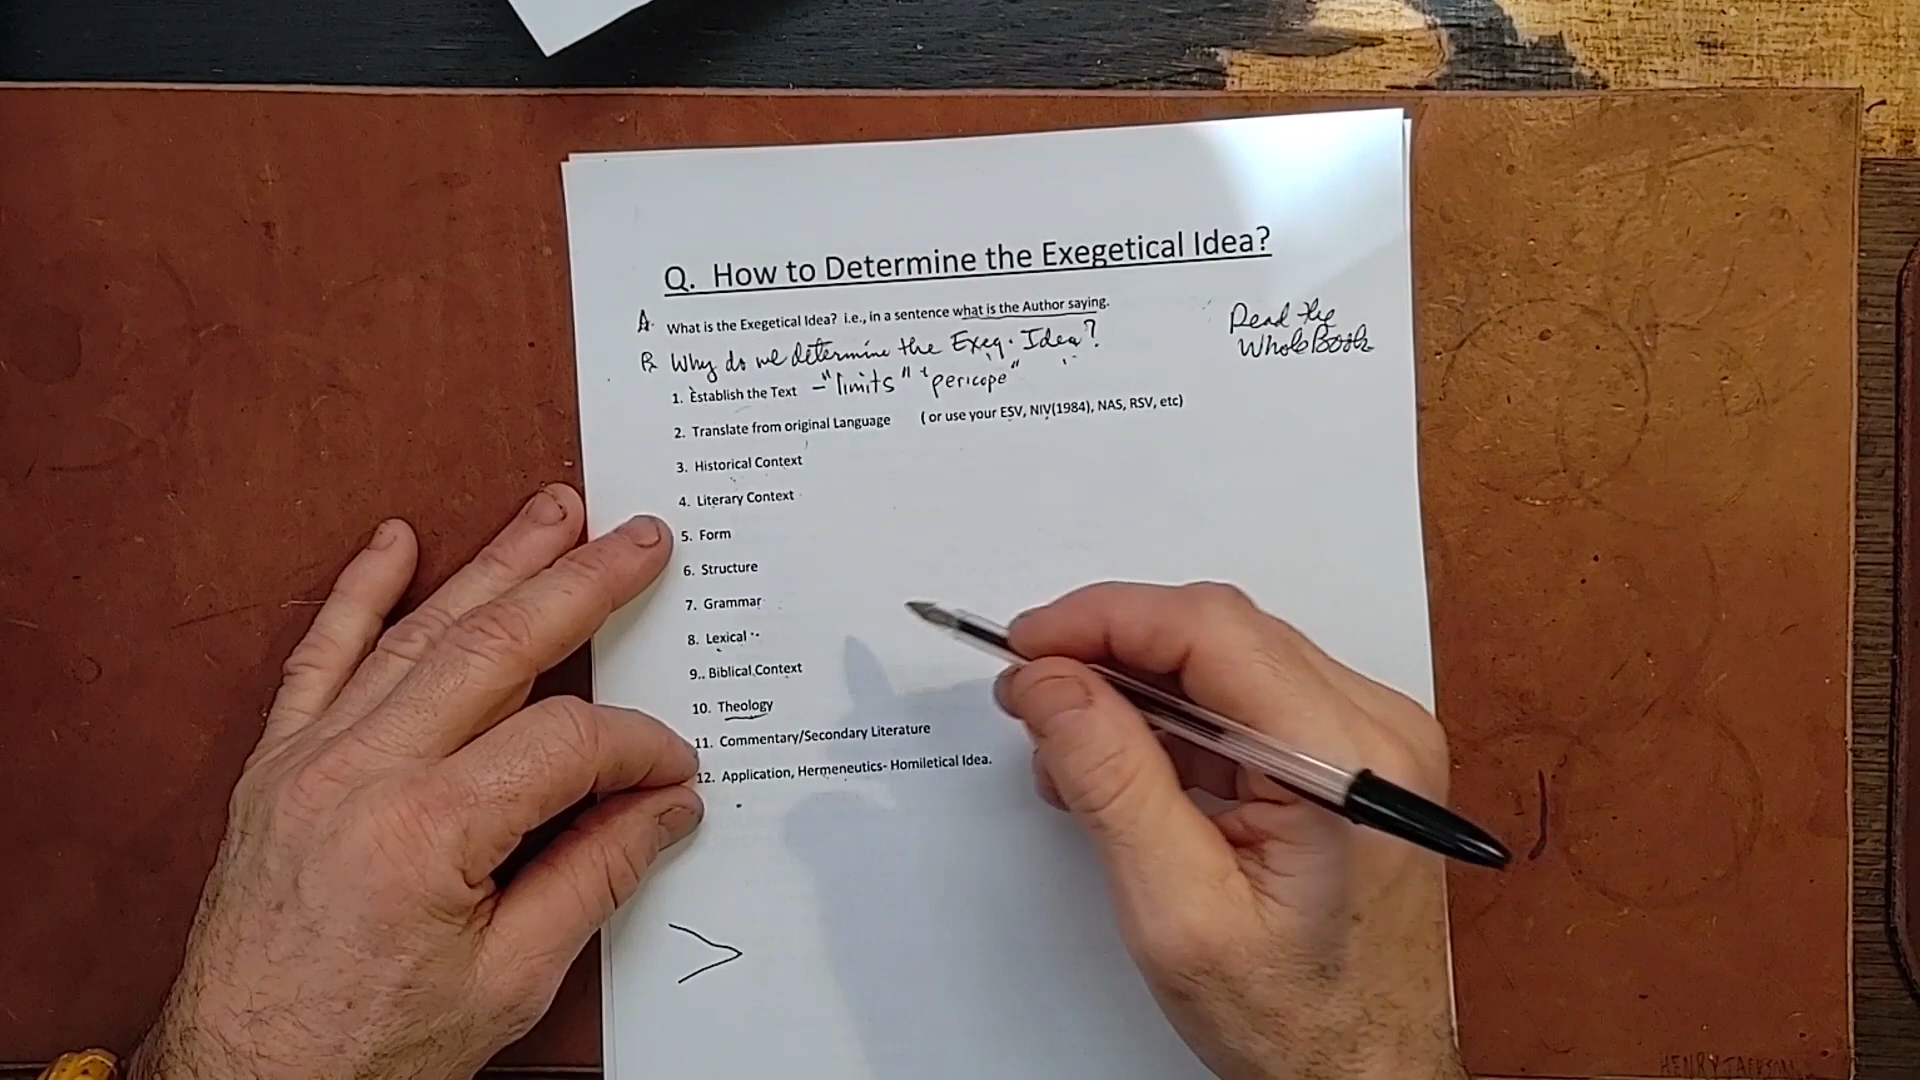 Q. How to Determine the Exegetical Idea?
A. What is the Exegetical Idea? i.e., in a sentence what is the Author saying.
Read the
Whole Book
B. Why do we determine the Exeg. Idea?
1. Establish the Text - "limits" + "pericope"
2. Translate from original Language ( or use your ESV, NIV(1984), NAS, RSV, etc)
3. Historical Context
4. Literary Context
5. Form
6. Structure
7. Grammar
8. Lexical
9.. Biblical Context
10. Theology
11. Commentary/Secondary Literature
12. Application, Hermeneutics- Homiletical Idea.
HENRY JACKSON